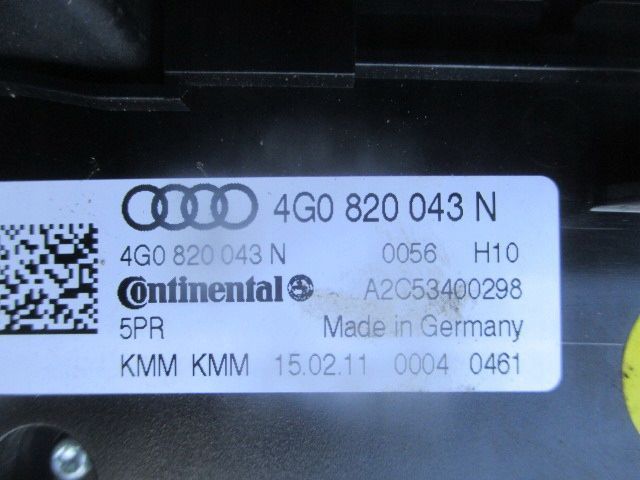 4G0 820 043 N
4G0 820 043 N 0056 H10
Continental A2C53400298
5PR Made in Germany
KMM KMM 15.02.11 0004 0461